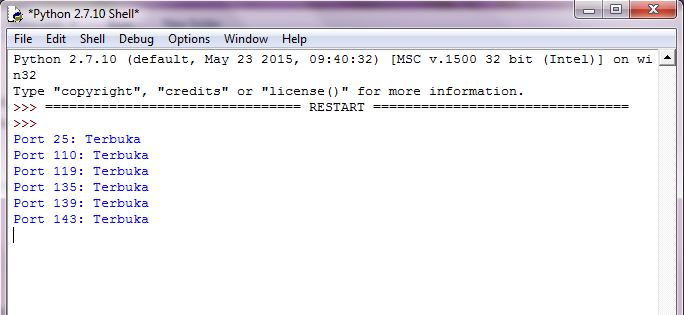 *Python 2.7.10 Shell*
File Edit Shell Debug Options Window Help
Python 2.7.10 (default, May 23 2015, 09:40:32) [MSC v.1500 32 bit (Intel)] on wi
n32
Type "copyright", "credits" or "license()" for more information.
>>> ================================ RESTART ================================
>>>
Port 25: Terbuka
Port 110: Terbuka
Port 119: Terbuka
Port 135: Terbuka
Port 139: Terbuka
Port 143: Terbuka